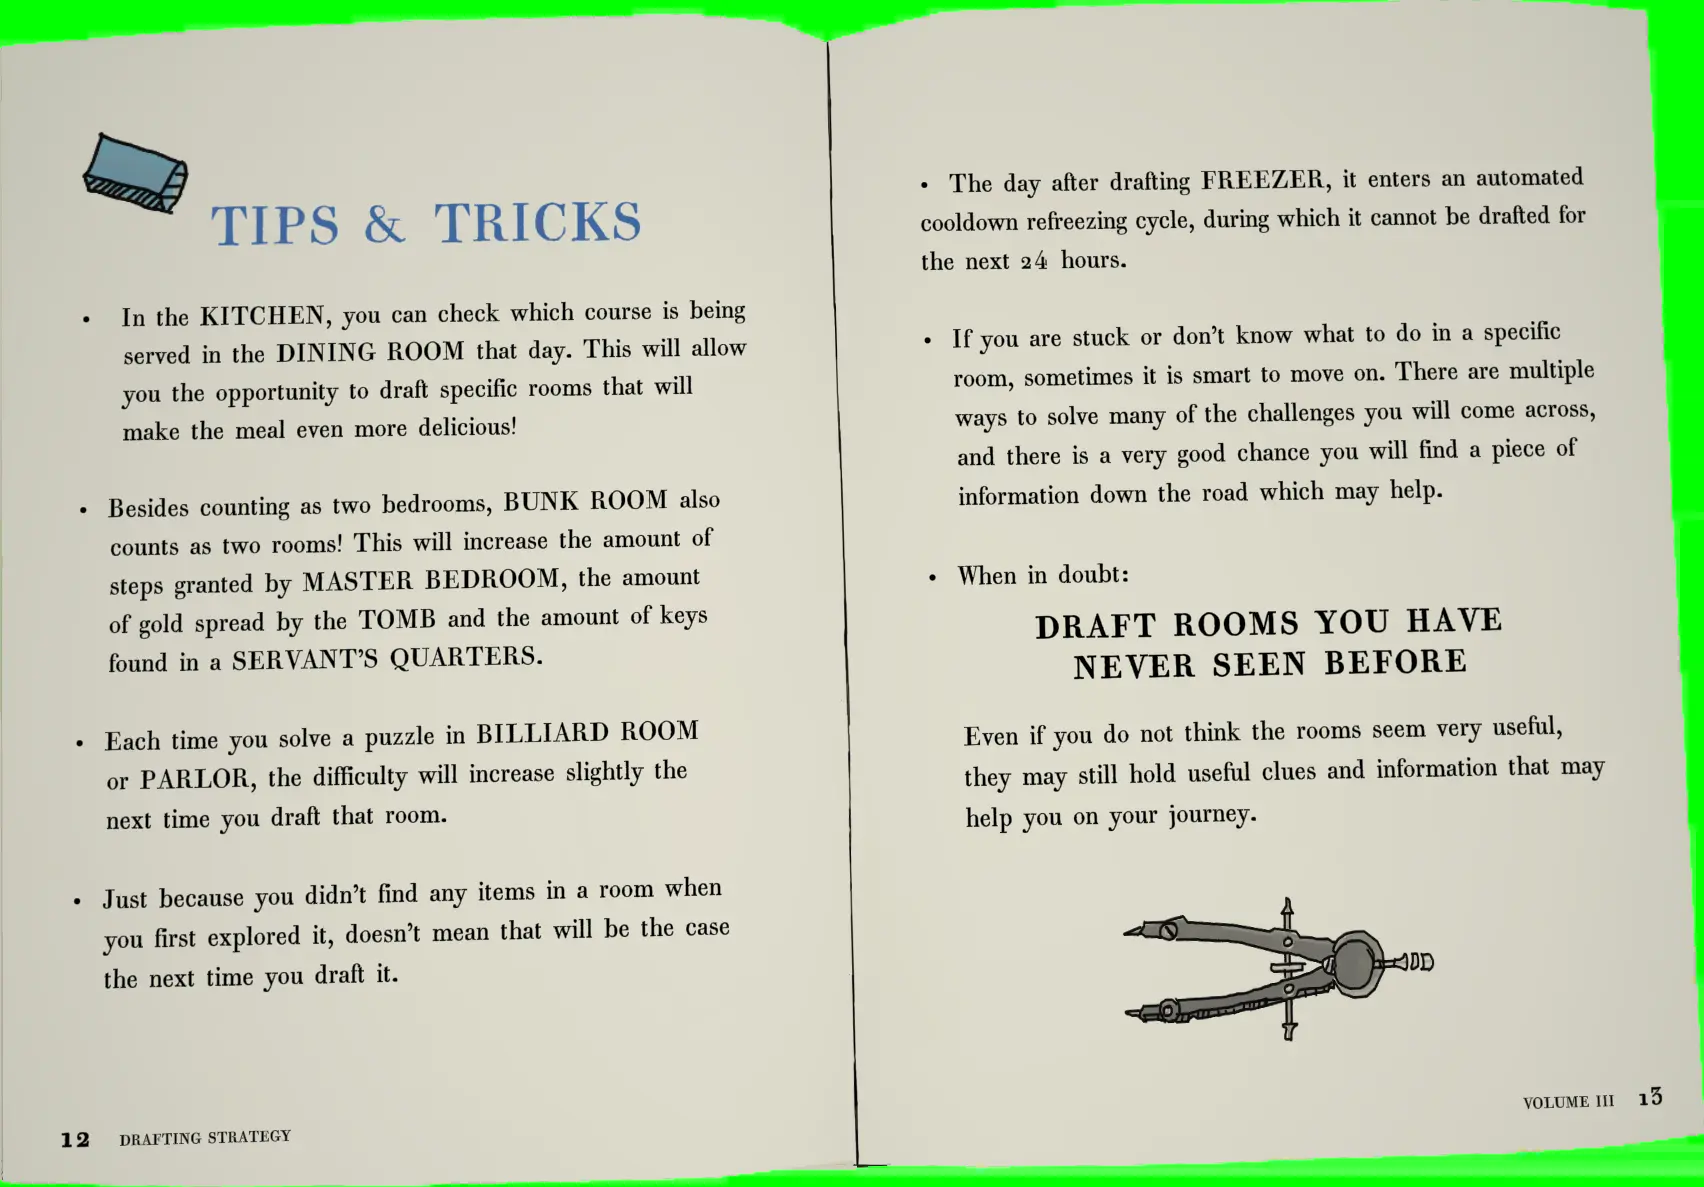 TIPS & TRICKS
• In the KITCHEN, you can check which course is being
served in the DINING ROOM that day. This will allow
you the opportunity to draft specific rooms that will
make the meal even more delicious!
• Besides counting as two bedrooms, BUNK ROOM also
counts as two rooms! This will increase the amount of
steps granted by MASTER BEDROOM, the amount
of gold spread by the TOMB and the amount of keys
found in a SERVANT'S QUARTERS.
• Each time you solve a puzzle in BILLIARD ROOM
or PARLOR, the difficulty will increase slightly the
next time you draft that room.
• Just because you didn't find any items in a room when
you first explored it, doesn't mean that will be the case
the next time you draft it.
12 DRAFTING STRATEGY
• The day after drafting FREEZER, it enters an automated
cooldown refreezing cycle, during which it cannot be drafted for
the next 24 hours.
• If you are stuck or don't know what to do in a specific
room, sometimes it is smart to move on. There are multiple
ways to solve many of the challenges you will come across,
and there is a very good chance you will find a piece of
information down the road which may help.
• When in doubt:
DRAFT ROOMS YOU HAVE
NEVER SEEN BEFORE
Even if you do not think the rooms seem very useful,
they may still hold useful clues and information that may
help you on your journey.
VOLUME III 13